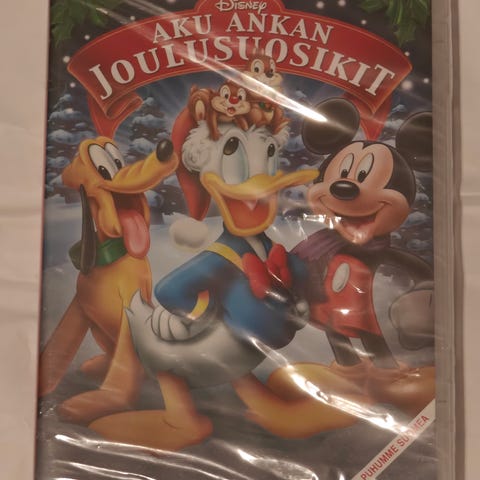 Disney
AKU ANKAN
JOULUSUOSIKIT
PUHUMME SUOMEA